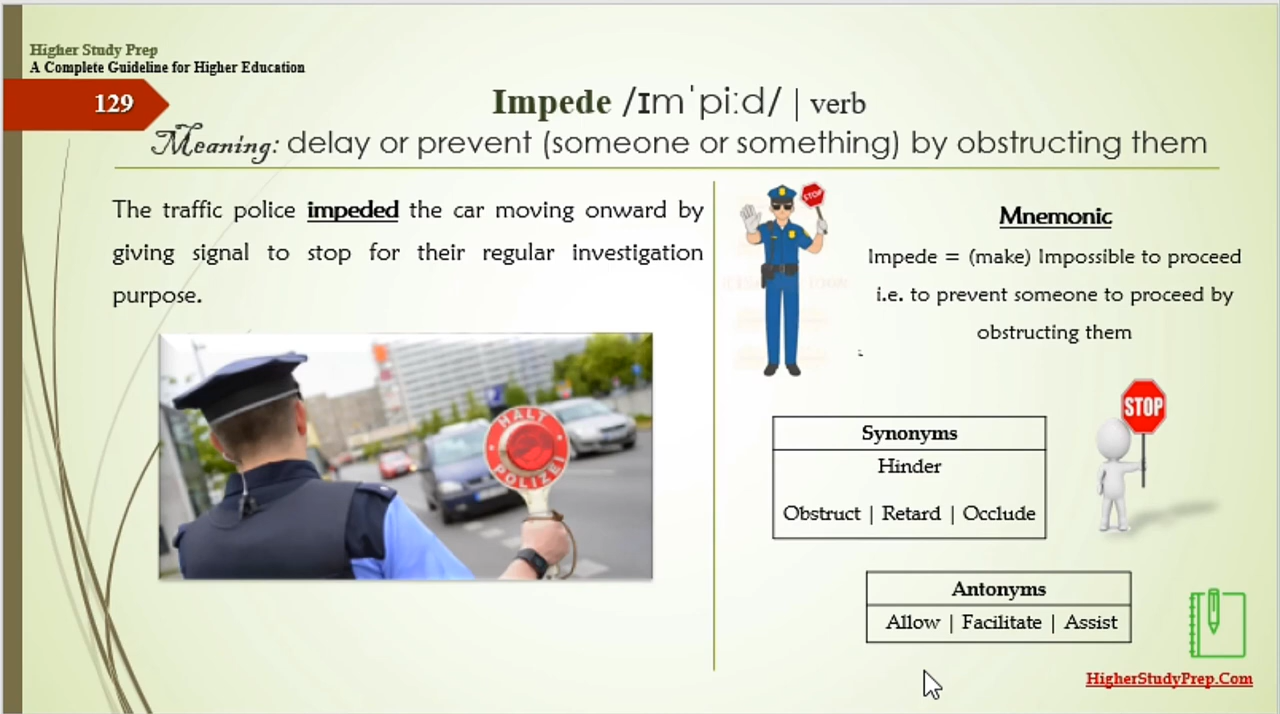 Higher Study Prep
A Complete Guideline for Higher Education
129
Impede /ɪmˈpiːd/ | verb
Meaning: delay or prevent (someone or something) by obstructing them
The traffic police impeded the car moving onward by
giving signal to stop for their regular investigation
purpose.
HALT
POLIZEI
STOP
Mnemonic
Impede = (make) Impossible to proceed
i.e. to prevent someone to proceed by
obstructing them
STOP
Synonyms
Hinder
Obstruct | Retard | Occlude
Antonyms
Allow | Facilitate | Assist
HigherStudyPrep.Com